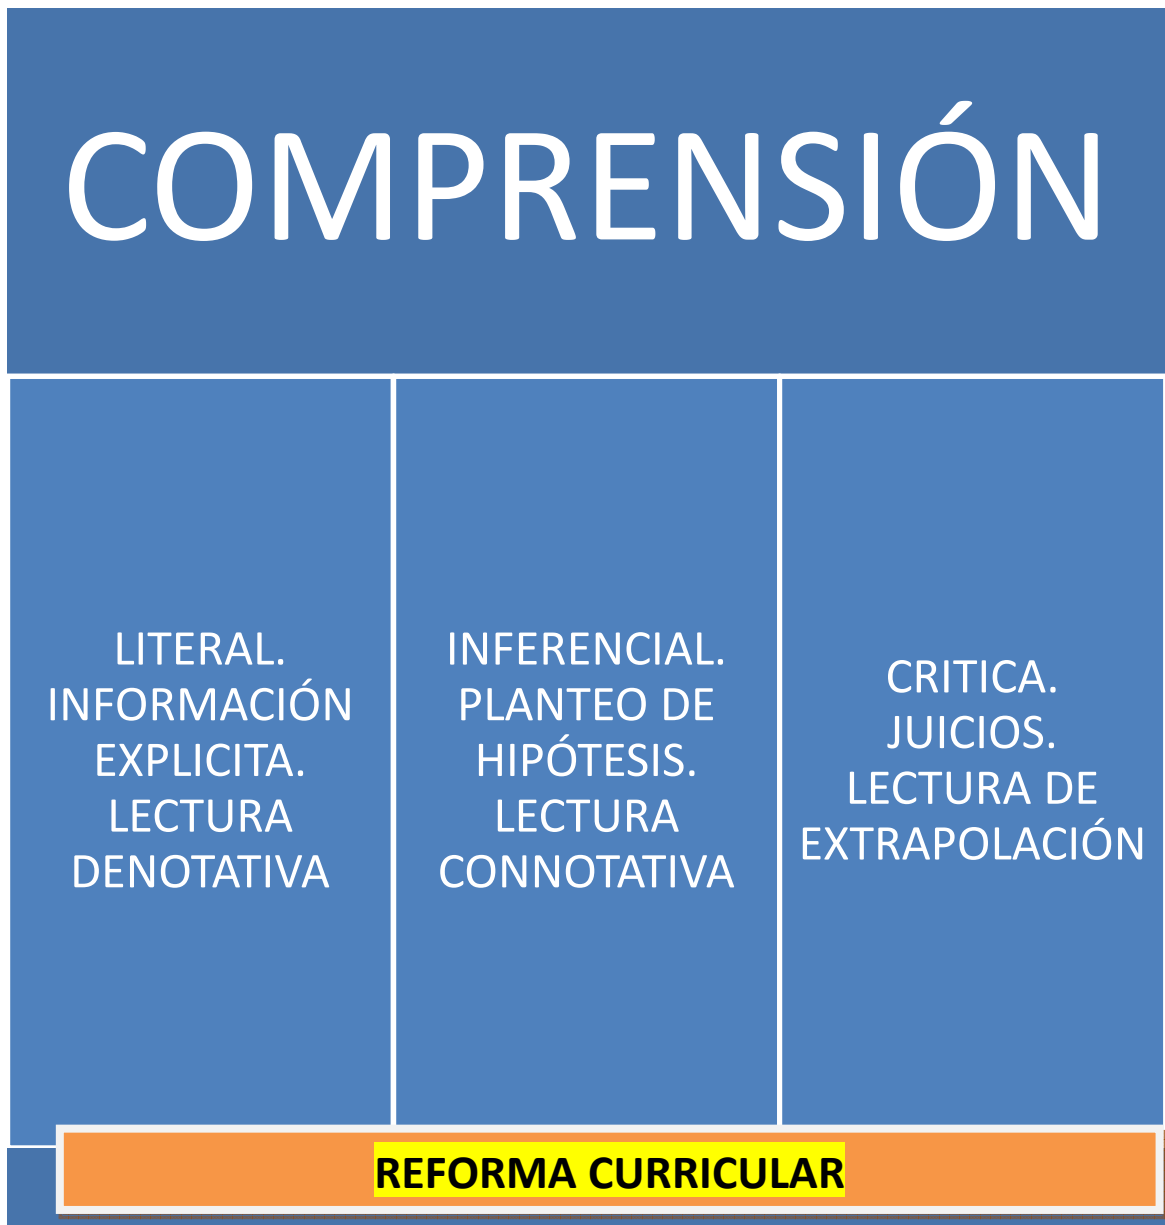 COMPRENSIÓN
LITERAL.
INFORMACIÓN
EXPLICITA.
LECTURA
DENOTATIVA
INFERENCIAL.
PLANTEO DE
HIPÓTESIS.
LECTURA
CONNOTATIVA
CRITICA.
JUICIOS.
LECTURA DE
EXTRAPOLACIÓN
REFORMA CURRICULAR